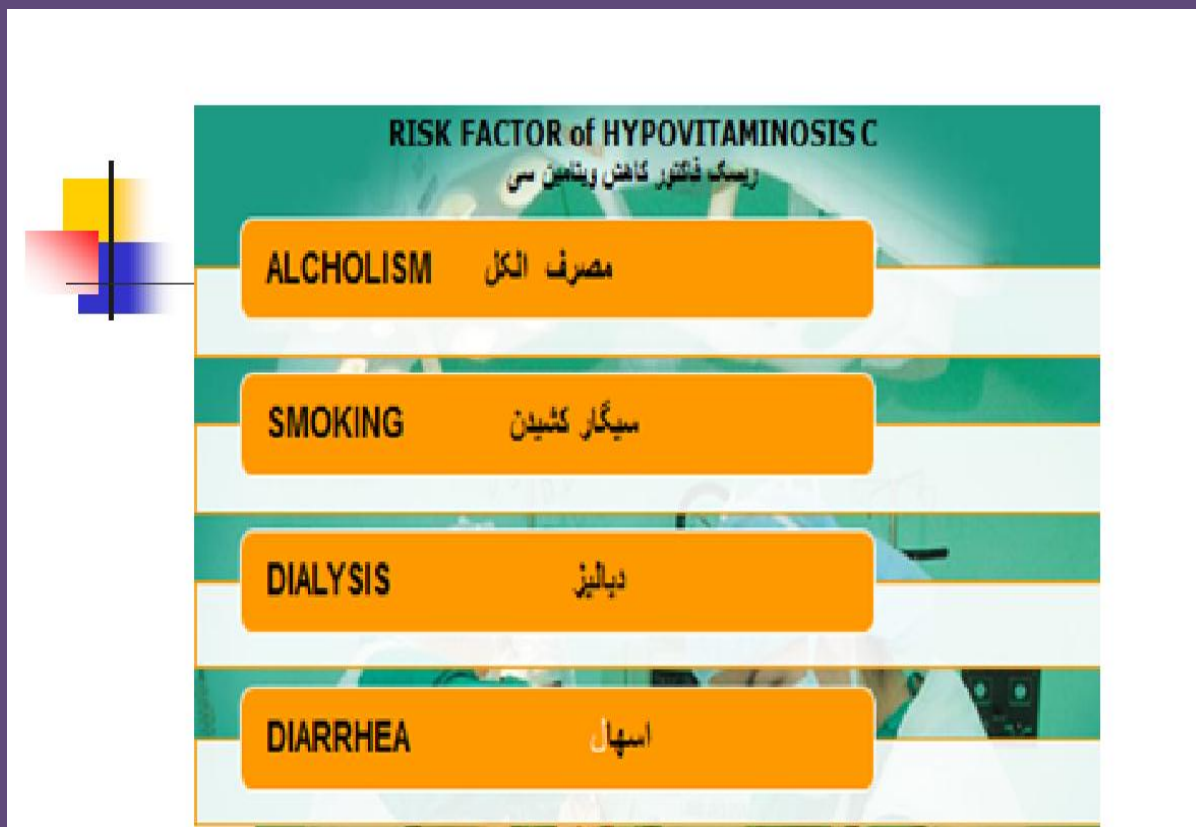 RISK FACTOR of HYPOVITAMINOSIS C
ریسک فاکتور کاهش ویتامین سی
ALCHOLISM مصرف الکل
SMOKING سیگار کشیدن
DIALYSIS دیالیز
DIARRHEA اسهال